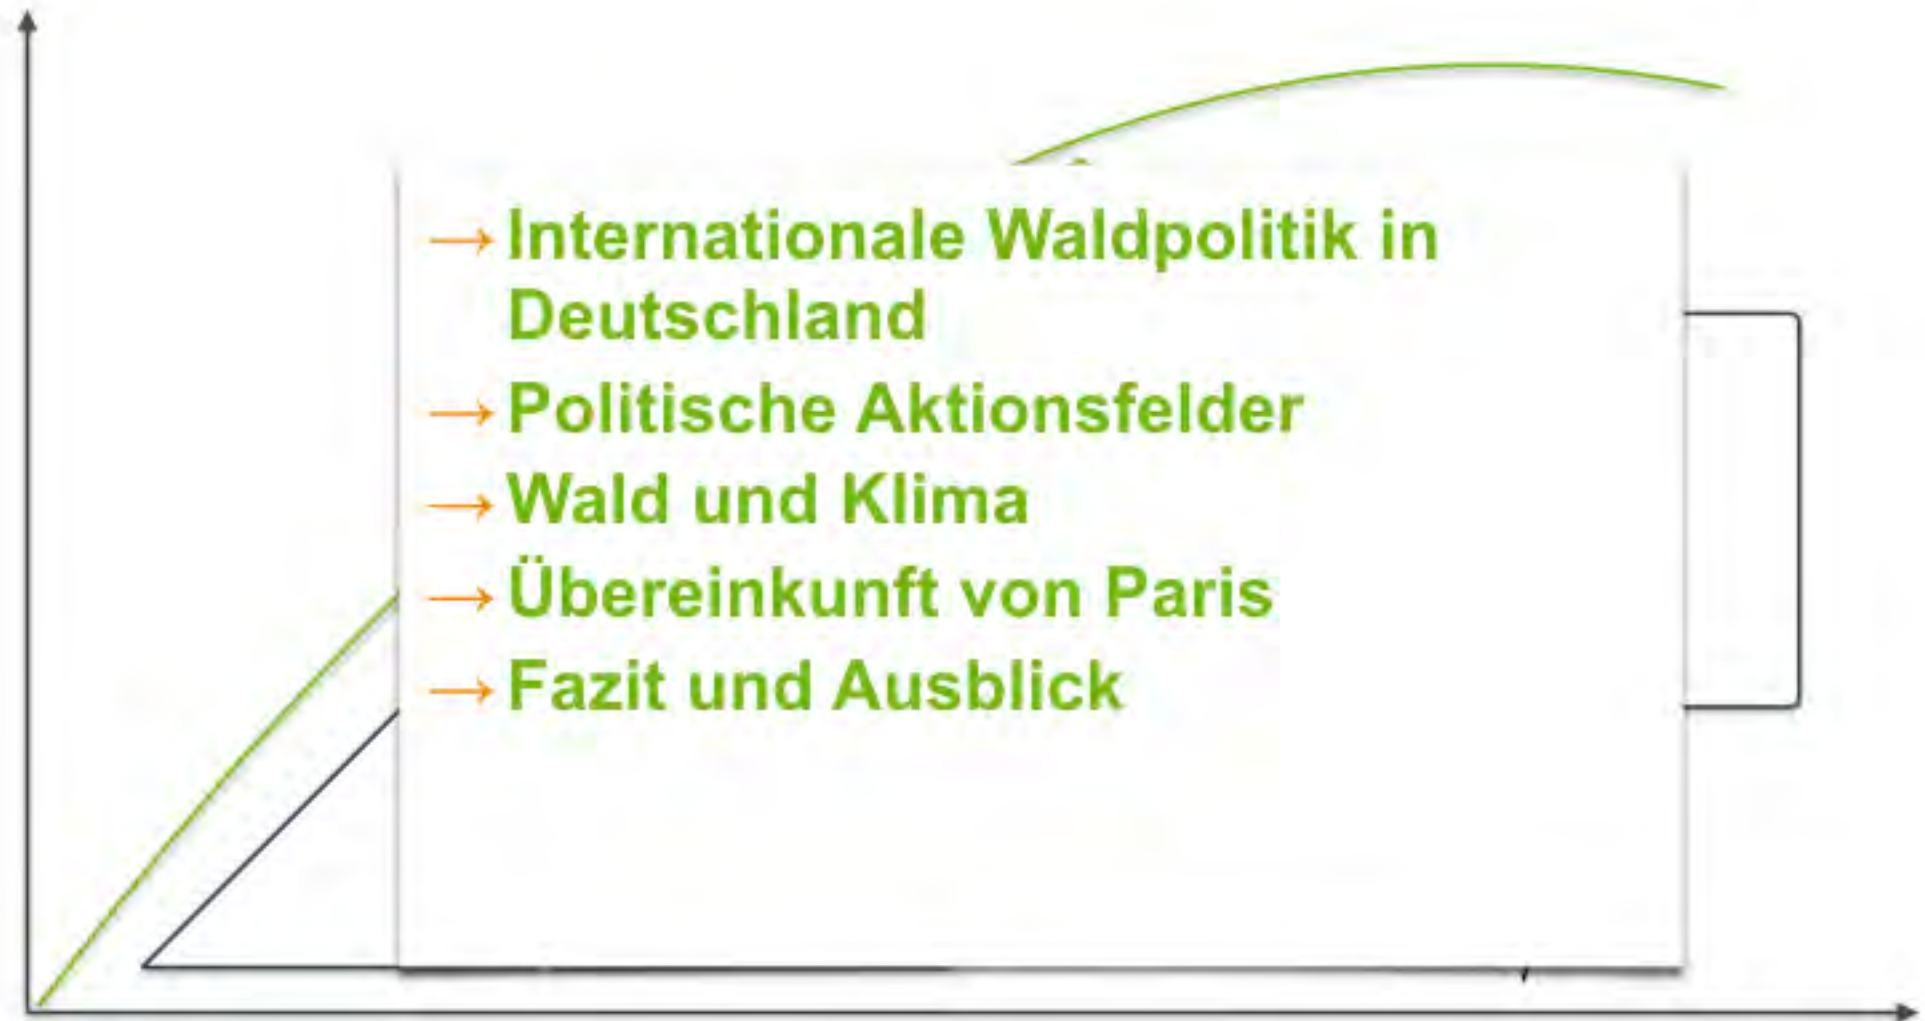 → Internationale Waldpolitik in
Deutschland
→ Politische Aktionsfelder
→ Wald und Klima
→ Übereinkunft von Paris
→ Fazit und Ausblick